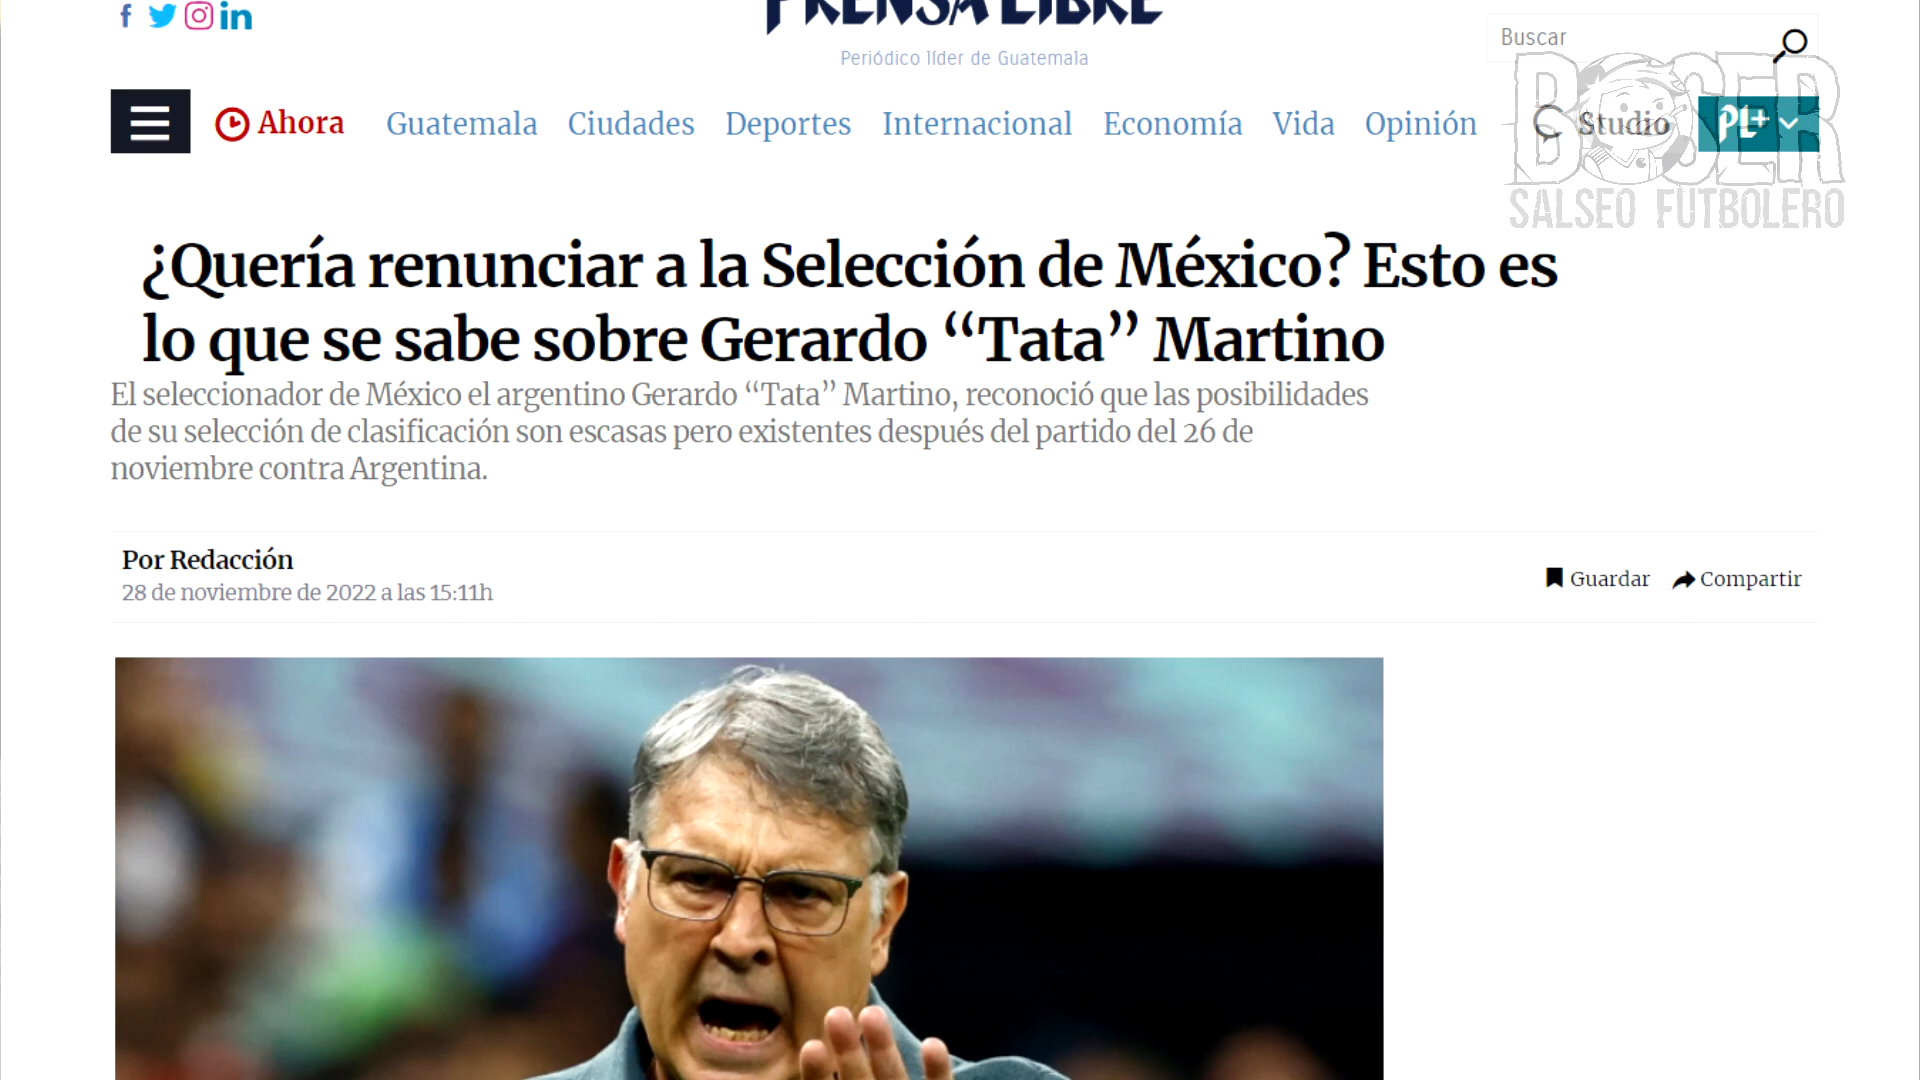 PRENSA LIBRE
Periódico líder de Guatemala
Buscar
Ahora
Guatemala
Ciudades
Deportes
Internacional
Economía
Vida
Opinión
Studio
PL+
BOSER
SALSEO FUTBOLERO
¿Quería renunciar a la Selección de México? Esto es
lo que se sabe sobre Gerardo “Tata” Martino
El seleccionador de México el argentino Gerardo “Tata” Martino, reconoció que las posibilidades
de su selección de clasificación son escasas pero existentes después del partido del 26 de
noviembre contra Argentina.
Por Redacción
28 de noviembre de 2022 a las 15:11h
Guardar
Compartir